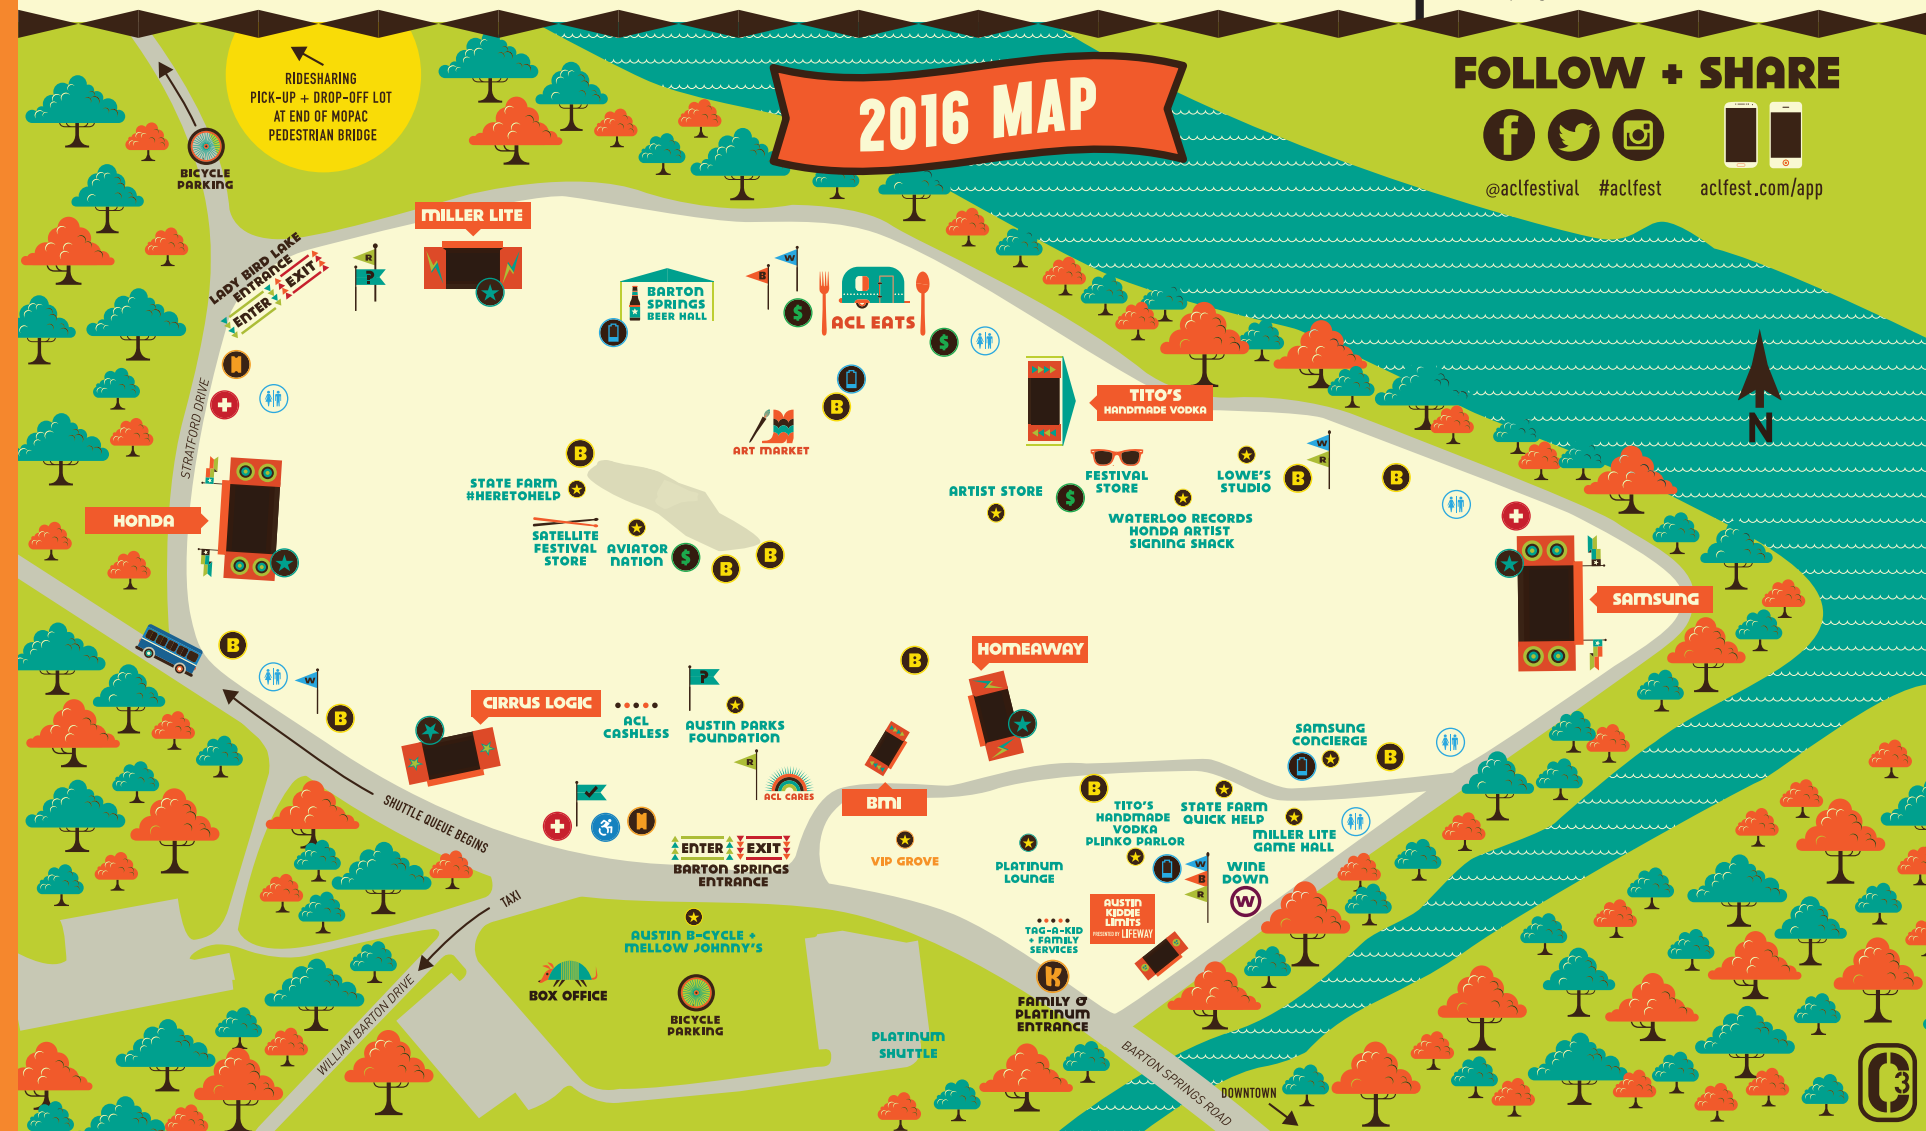 2016 MAP
FOLLOW + SHARE
@aclfestival
#aclfest
aclfest.com/app
RIDESHARING
PICK-UP + DROP-OFF LOT
AT END OF MOPAC
PEDESTRIAN BRIDGE
BICYCLE
PARKING
MILLER LITE
LADY BIRD LAKE
ENTRANCE
ENTER
EXIT
R
?
BARTON
SPRINGS
BEER HALL
W
B
$
ACL EATS
$
N
STRATFORD DRIVE
TITO'S
HANDMADE VODKA
B
ART MARKET
B
STATE FARM
#HERETOHELP
SATELLITE
FESTIVAL
STORE
AVIATOR
NATION
$
B
B
ARTIST STORE
$
FESTIVAL
STORE
WATERLOO RECORDS
HONDA ARTIST
SIGNING SHACK
LOWE'S
STUDIO
B
W
R
B
HONDA
SAMSUNG
B
W
B
CIRRUS LOGIC
ACL
CASHLESS
?
AUSTIN PARKS
FOUNDATION
R
ACL CARES
B
HOMEAWAY
BMI
SAMSUNG
CONCIERGE
B
SHUTTLE QUEUE BEGINS
ENTER
EXIT
BARTON SPRINGS
ENTRANCE
VIP GROVE
PLATINUM
LOUNGE
B
TITO'S
HANDMADE
VODKA
PLINKO PARLOR
STATE FARM
QUICK HELP
MILLER LITE
GAME HALL
W
B
R
WINE
DOWN
W
AUSTIN
KIDDIE
LIMITS
PRESENTED BY LIFEWAY
TAG-A-KID
+ FAMILY
SERVICES
K
FAMILY &
PLATINUM
ENTRANCE
TAXI
WILLIAM BARTON DRIVE
AUSTIN B-CYCLE +
MELLOW JOHNNY'S
BOX OFFICE
BICYCLE
PARKING
PLATINUM
SHUTTLE
BARTON SPRINGS ROAD
DOWNTOWN
C3